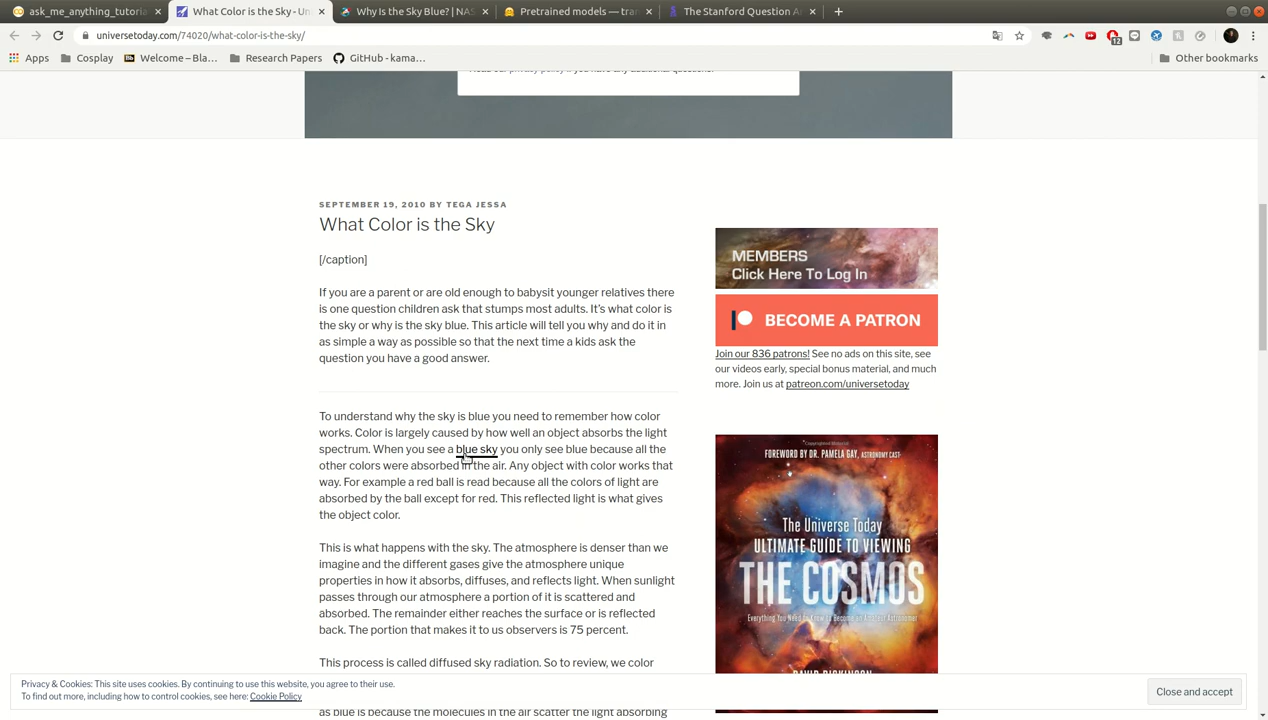 ask_me_anything_tutoria
What Color is the Sky - Un
Why Is the Sky Blue? | NAS
Pretrained models — tran
The Stanford Question A
universetoday.com/74020/what-color-is-the-sky/
12
Apps
Cosplay
Welcome – Bla...
Research Papers
GitHub - kama...
Other bookmarks
SEPTEMBER 19, 2010 BY TEGA JESSA
What Color is the Sky
[/caption]
If you are a parent or are old enough to babysit younger relatives there
is one question children ask that stumps most adults. It's what color is
the sky or why is the sky blue. This article will tell you why and do it in
as simple a way as possible so that the next time a kids ask the
question you have a good answer.
To understand why the sky is blue you need to remember how color
works. Color is largely caused by how well an object absorbs the light
spectrum. When you see a blue sky you only see blue because all the
other colors were absorbed in the air. Any object with color works that
way. For example a red ball is read because all the colors of light are
absorbed by the ball except for red. This reflected light is what gives
the object color.
This is what happens with the sky. The atmosphere is denser than we
imagine and the different gases give the atmosphere unique
properties in how it absorbs, diffuses, and reflects light. When sunlight
passes through our atmosphere a portion of it is scattered and
absorbed. The remainder either reaches the surface or is reflected
back. The portion that makes it to us observers is 75 percent.
This process is called diffused sky radiation. So to review, we color
as blue is because the molecules in the air scatter the light absorbing
MEMBERS
Click Here To Log In
BECOME A PATRON
Join our 836 patrons! See no ads on this site, see
our videos early, special bonus material, and much
more. Join us at patreon.com/universetoday
FOREWORD BY DR. PAMELA GAY, ASTRONOMY CAST
The Universe Today
ULTIMATE GUIDE TO VIEWING
THE COSMOS
Everything You Need to Know to Become an Amateur Astronomer
DAVID DICKINSON
Privacy & Cookies: This site uses cookies. By continuing to use this website, you agree to their use.
To find out more, including how to control cookies, see here: Cookie Policy
Close and accept